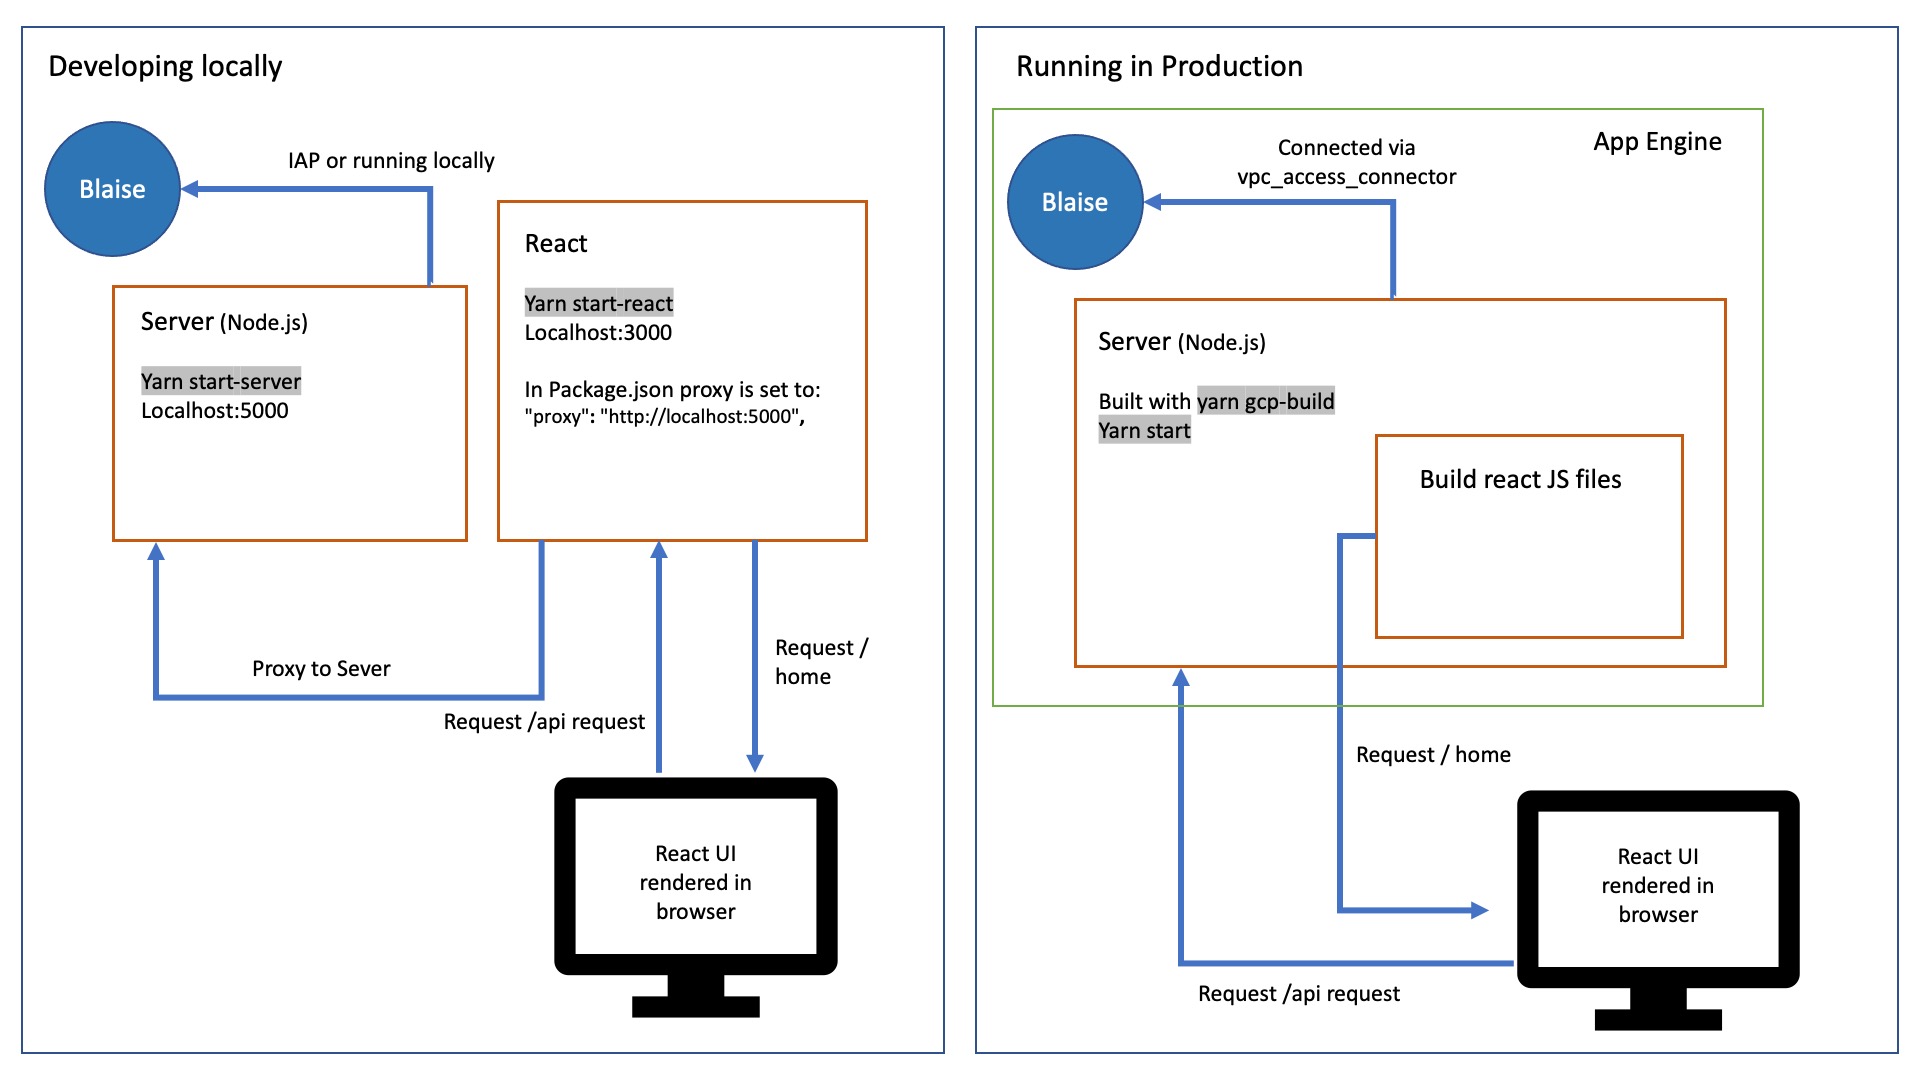 Developing locally
Blaise
IAP or running locally
Server (Node.js)
Yarn start-server
Localhost:5000
React
Yarn start-react
Localhost:3000
In Package.json proxy is set to:
"proxy": "http://localhost:5000",
Proxy to Sever
Request /api request
Request /
home
React UI
rendered in
browser
Running in Production
App Engine
Blaise
Connected via
vpc_access_connector
Server (Node.js)
Built with yarn gcp-build
Yarn start
Build react JS files
Request / home
Request /api request
React UI
rendered in
browser